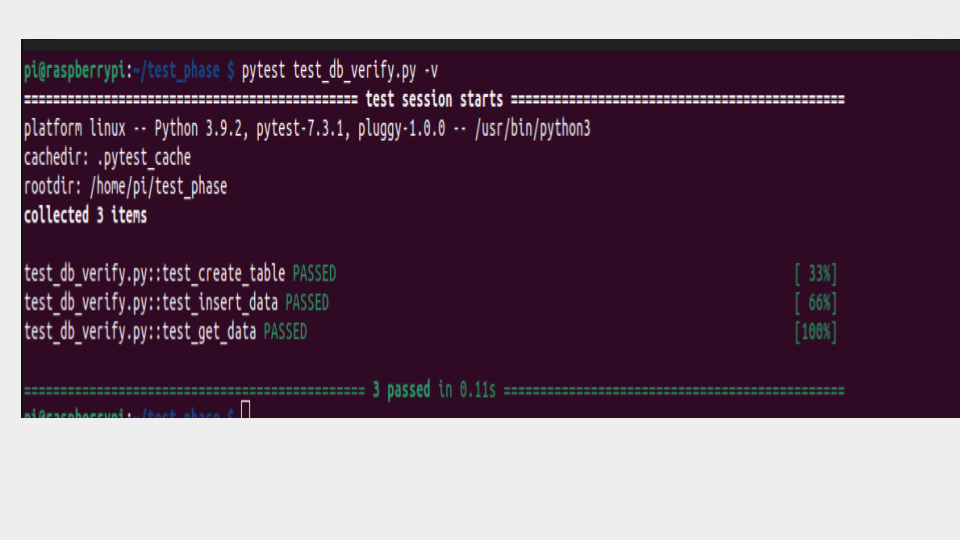 pi@raspberrypi:~/test_phase $ pytest test_db_verify.py -v
============================================== test session starts ==============================================
platform linux -- Python 3.9.2, pytest-7.3.1, pluggy-1.0.0 -- /usr/bin/python3
cachedir: .pytest_cache
rootdir: /home/pi/test_phase
collected 3 items
test_db_verify.py::test_create_table PASSED [ 33%]
test_db_verify.py::test_insert_data PASSED [ 66%]
test_db_verify.py::test_get_data PASSED [100%]
=============================================== 3 passed in 0.11s ===============================================
pi@raspberrypi:~/test_phase $